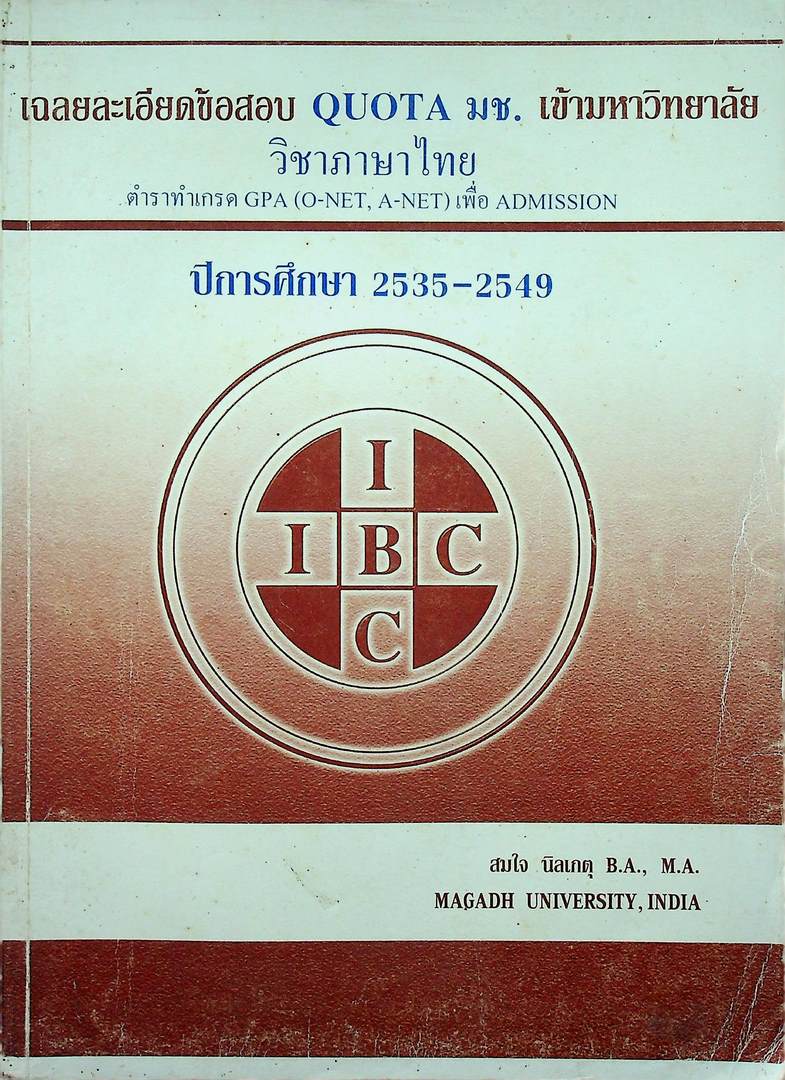 เฉลยละเอียดข้อสอบ QUOTA มช. เข้ามหาวิทยาลัย
วิชาภาษาไทย
ตำราทำเกรด GPA (O-NET, A-NET) เพื่อ ADMISSION
ปีการศึกษา 2535-2549
I
I B C
C
สมใจ นิลเกตุ B.A., M.A.
MAGADH UNIVERSITY, INDIA